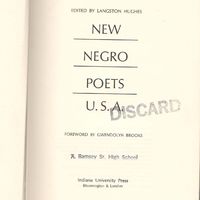 EDITED BY LANGSTON HUGHES
NEW
NEGRO
POETS
U. S. A.
DISCARD
FOREWORD BY GWENDOLYN BROOKS
A. Ramsey Sr. High School
Indiana University Press
Bloomington & London